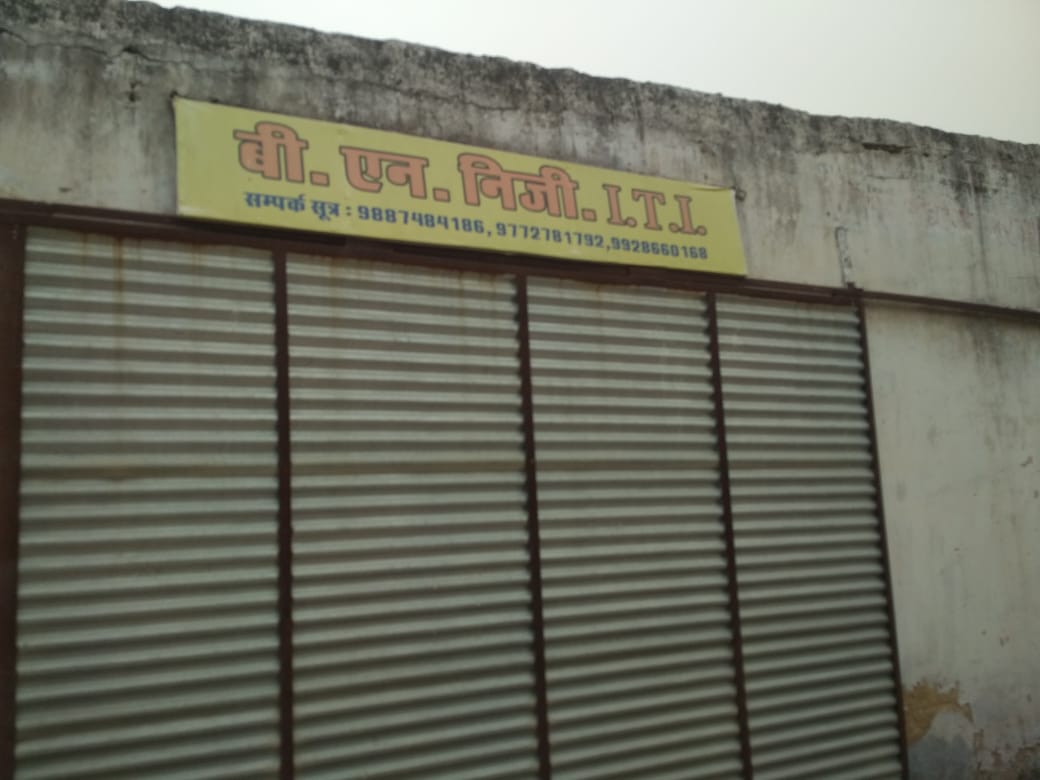 बी. एन. निजी. I.T.I.
सम्पर्क सूत्र : 9887484186, 9772781792,9928660168